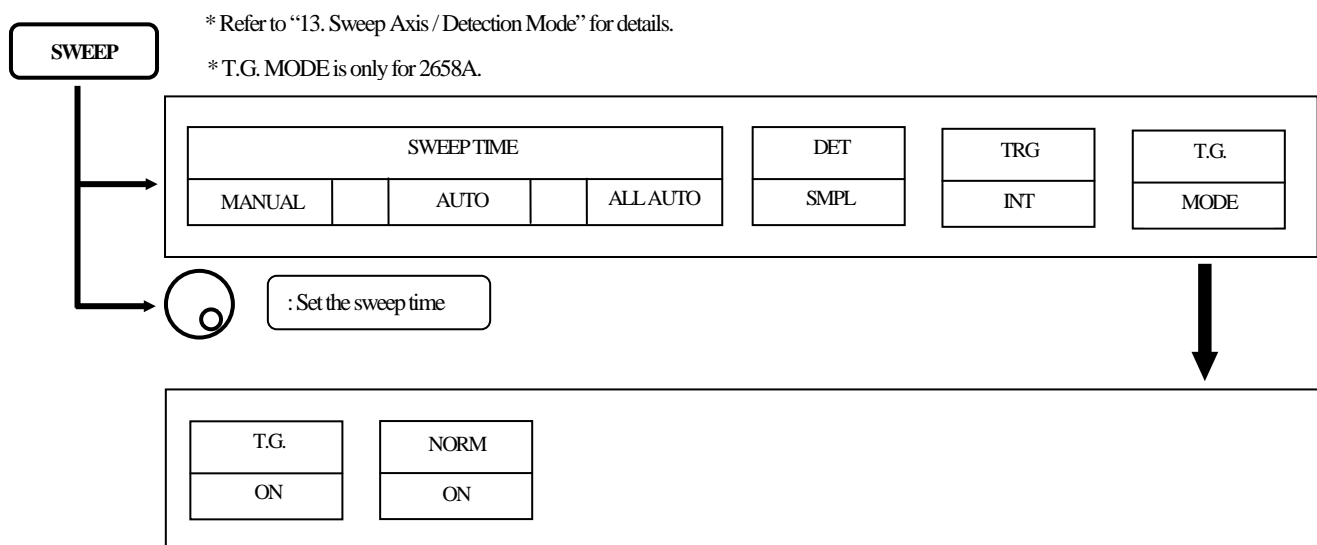 * Refer to “13. Sweep Axis / Detection Mode” for details.
SWEEP
* T.G. MODE is only for 2658A.
SWEEP TIME
DET
TRG
T.G.
MANUAL
AUTO
ALL AUTO
SMPL
INT
MODE
: Set the sweep time
T.G.
NORM
ON
ON